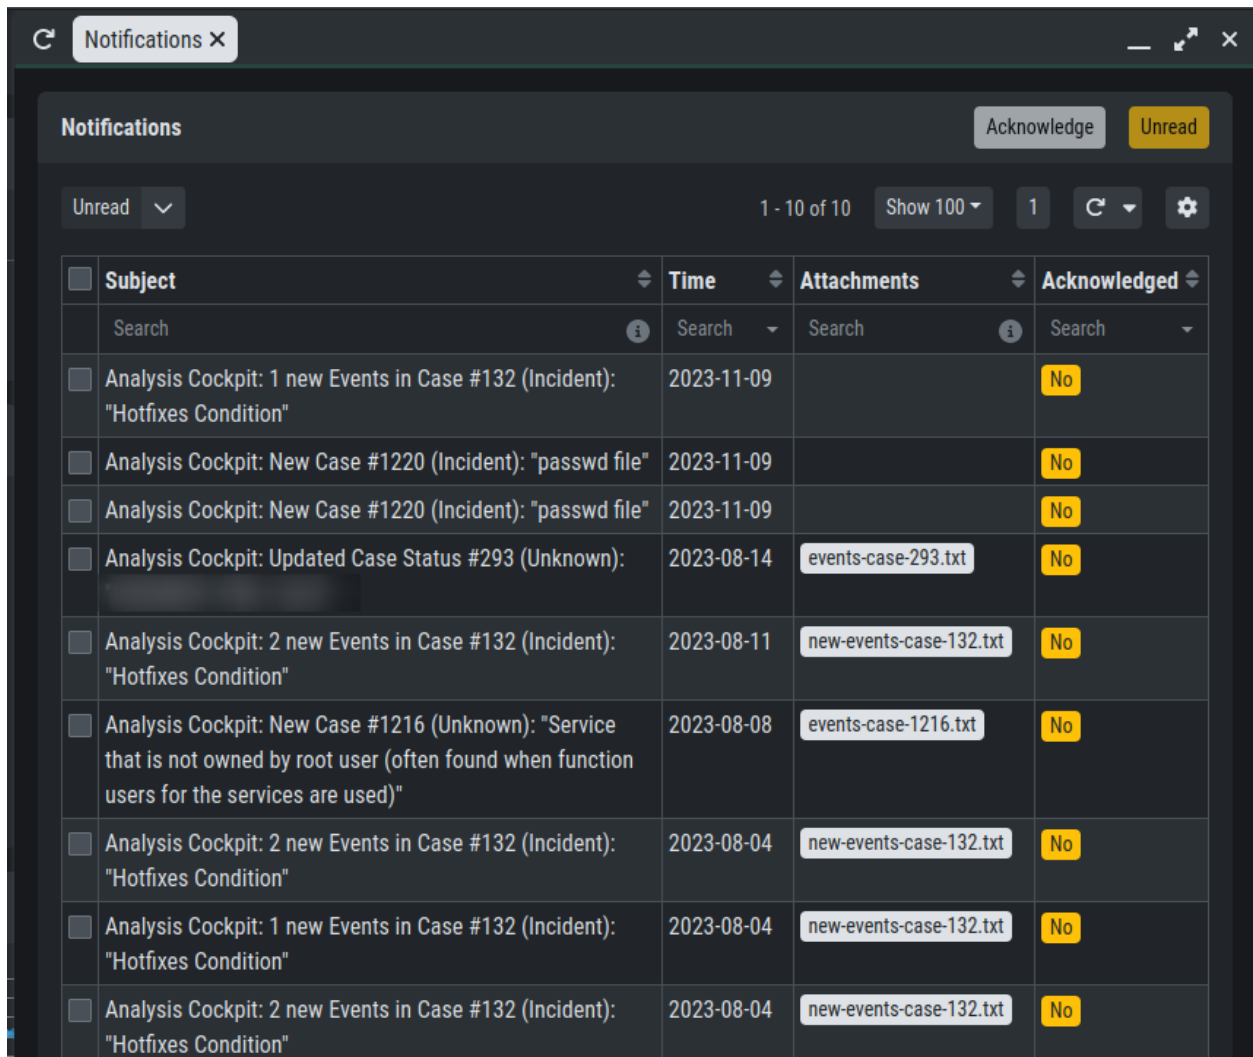 Notifications
Notifications Acknowledge Unread
Unread 1 - 10 of 10 Show 100 1
Subject Time Attachments Acknowledged
Search Search Search Search
Analysis Cockpit: 1 new Events in Case #132 (Incident): 2023-11-09 No
"Hotfixes Condition"
Analysis Cockpit: New Case #1220 (Incident): "passwd file" 2023-11-09 No
Analysis Cockpit: New Case #1220 (Incident): "passwd file" 2023-11-09 No
Analysis Cockpit: Updated Case Status #293 (Unknown): 2023-08-14 events-case-293.txt No
Analysis Cockpit: 2 new Events in Case #132 (Incident): 2023-08-11 new-events-case-132.txt No
"Hotfixes Condition"
Analysis Cockpit: New Case #1216 (Unknown): "Service 2023-08-08 events-case-1216.txt No
that is not owned by root user (often found when function
users for the services are used)"
Analysis Cockpit: 2 new Events in Case #132 (Incident): 2023-08-04 new-events-case-132.txt No
"Hotfixes Condition"
Analysis Cockpit: 1 new Events in Case #132 (Incident): 2023-08-04 new-events-case-132.txt No
"Hotfixes Condition"
Analysis Cockpit: 2 new Events in Case #132 (Incident): 2023-08-04 new-events-case-132.txt No
"Hotfixes Condition"